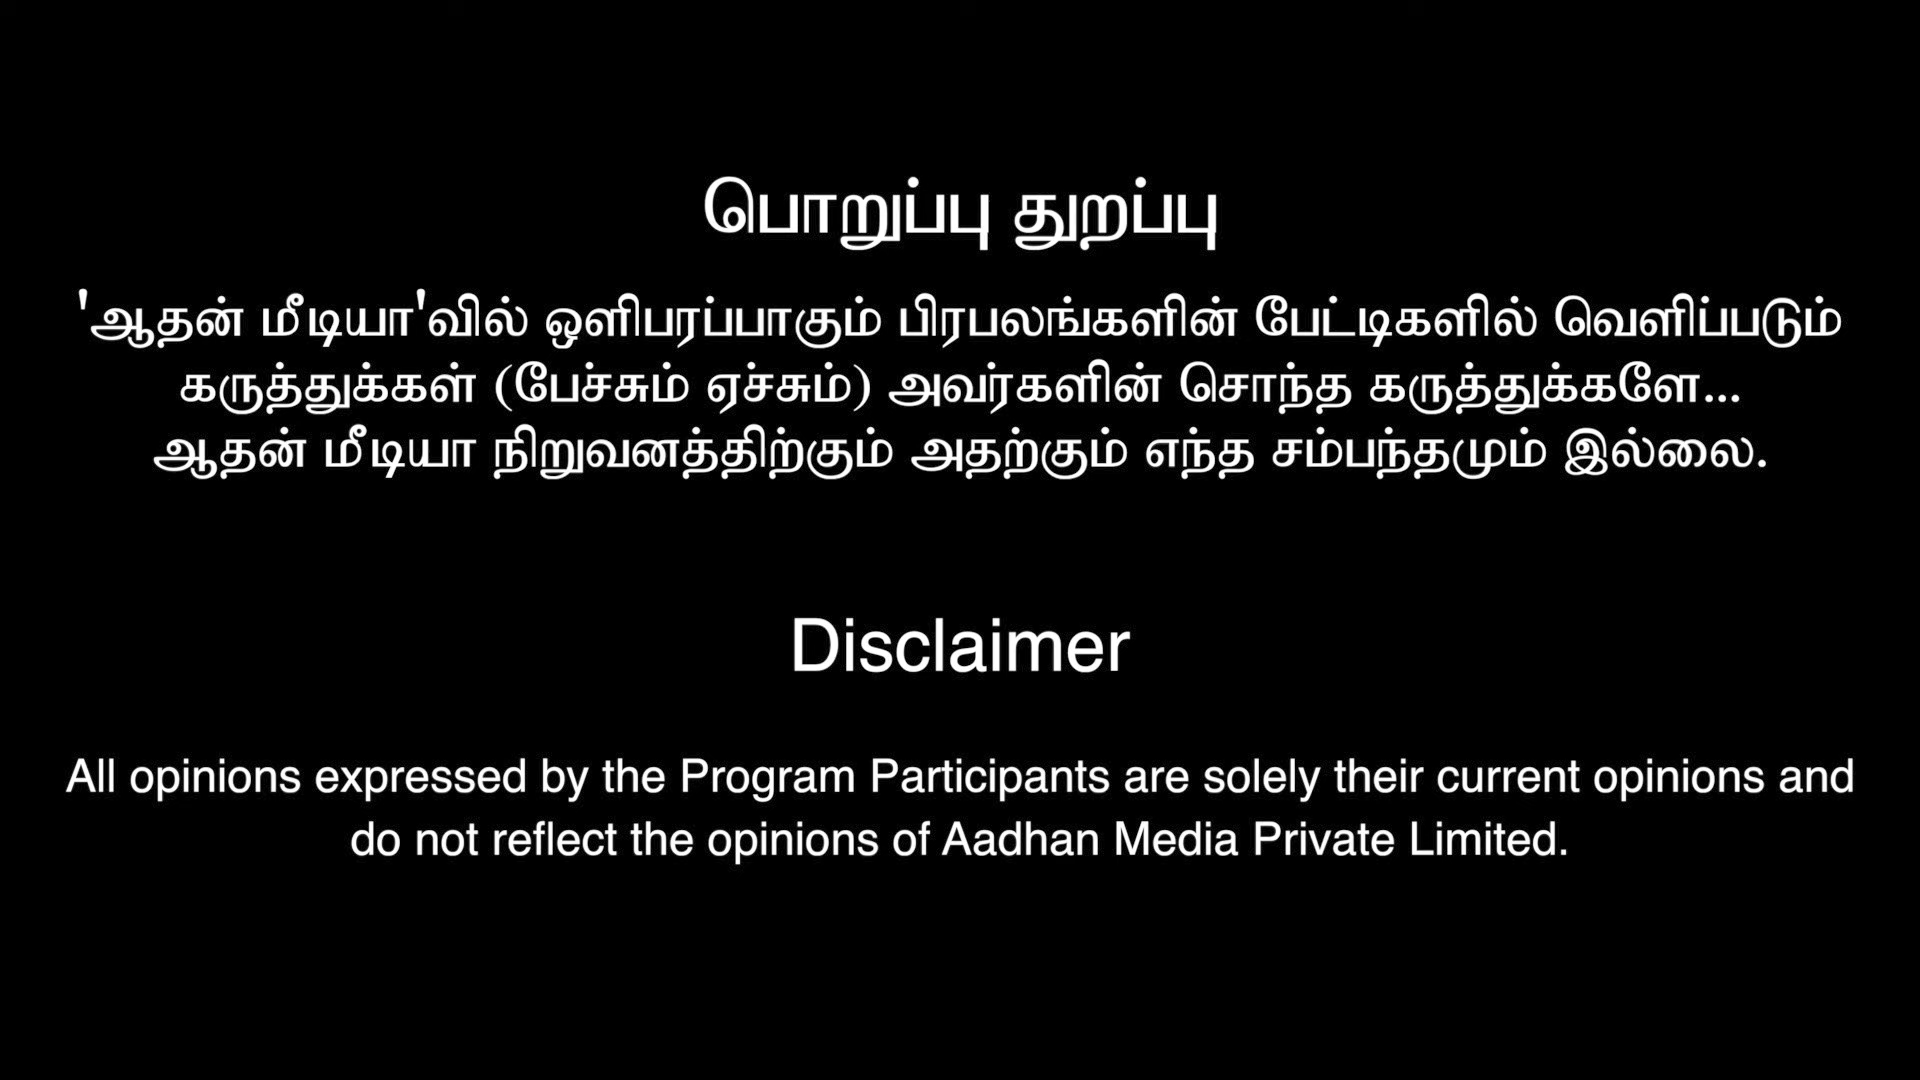 பொறுப்பு துறப்பு
'ஆதன் மீடியா'வில் ஒளிபரப்பாகும் பிரபலங்களின் பேட்டிகளில் வெளிப்படும்
கருத்துக்கள் (பேச்சும் ஏச்சும்) அவர்களின் சொந்த கருத்துக்களே...
ஆதன் மீடியா நிறுவனத்திற்கும் அதற்கும் எந்த சம்பந்தமும் இல்லை.
Disclaimer
All opinions expressed by the Program Participants are solely their current opinions and
do not reflect the opinions of Aadhan Media Private Limited.